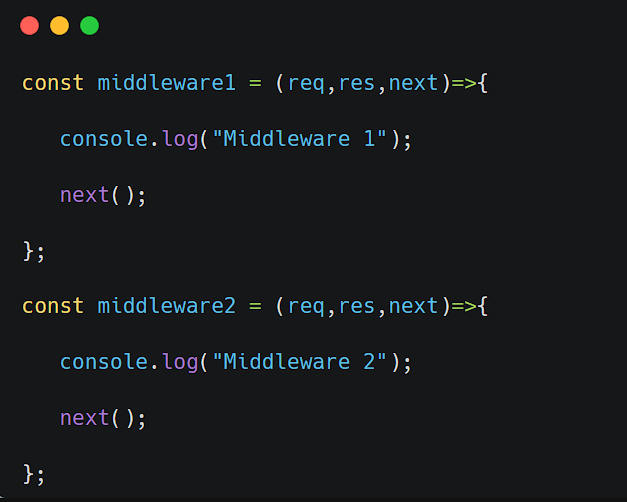 const middleware1 = (req,res,next)=>{
console.log("Middleware 1");
next();
};
const middleware2 = (req,res,next)=>{
console.log("Middleware 2");
next();
};